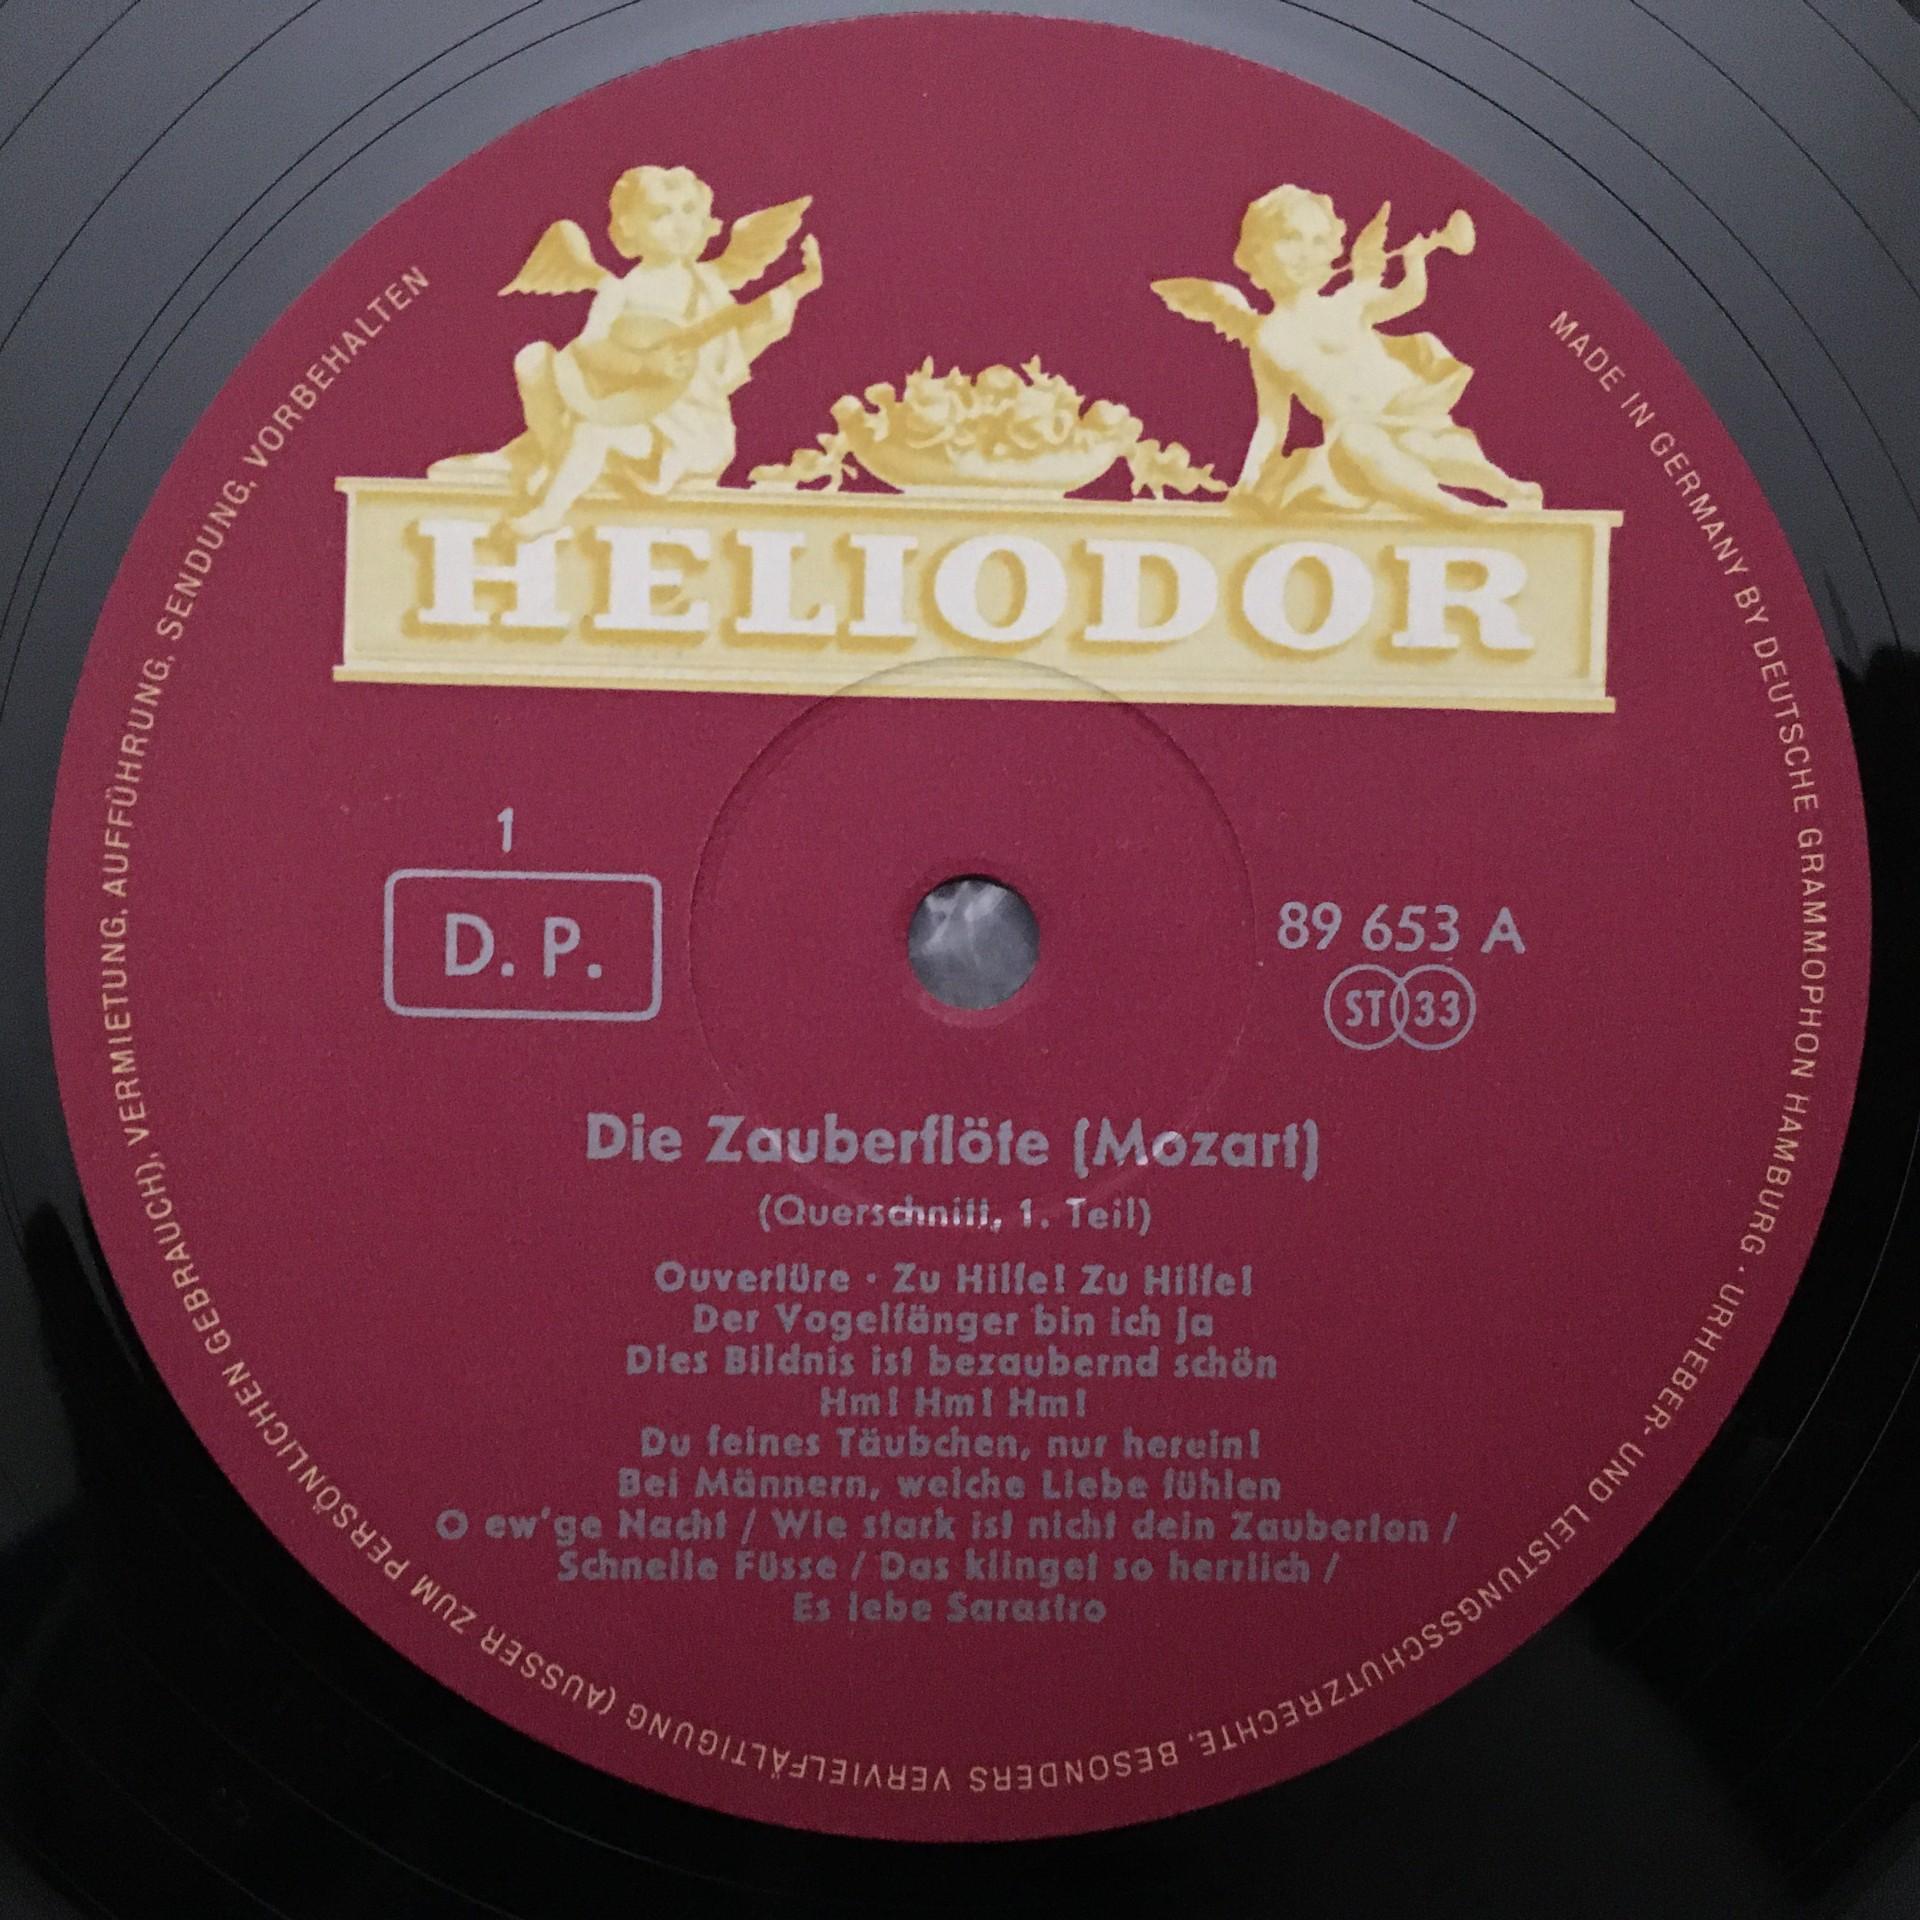 HELIODOR
1
D. P.
89 653 A
ST 33
Die Zauberflöte (Mozart)
(Querschnitt, 1. Teil)
Ouvertüre · Zu Hilfe! Zu Hilfe!
Der Vogelfänger bin ich ja
Dies Bildnis ist bezaubernd schön
Hm! Hm! Hm!
Du feines Täubchen, nur herein!
Bei Männern, welche Liebe fühlen
O ew'ge Nacht / Wie stark ist nicht dein Zauberton /
Schnelle Füsse / Das klinget so herrlich /
Es lebe Sarastro
MADE IN GERMANY BY DEUTSCHE GRAMMOPHON HAMBURG · URHEBER- UND LEISTUNGSSCHUTZRECHTE, BESONDERS VERVIELFÄLTIGUNG (AUSSER ZUM PERSÖNLICHEN GEBRAUCH), VERMIETUNG, AUFFÜHRUNG, SENDUNG, VORBEHALTEN